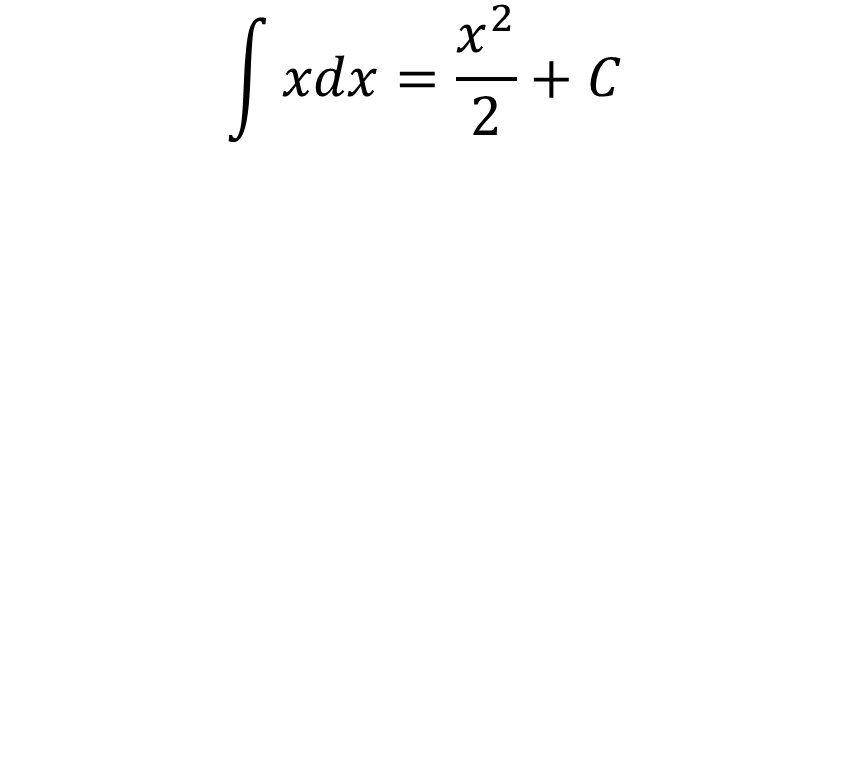 ∫ xdx = x²/2 + C